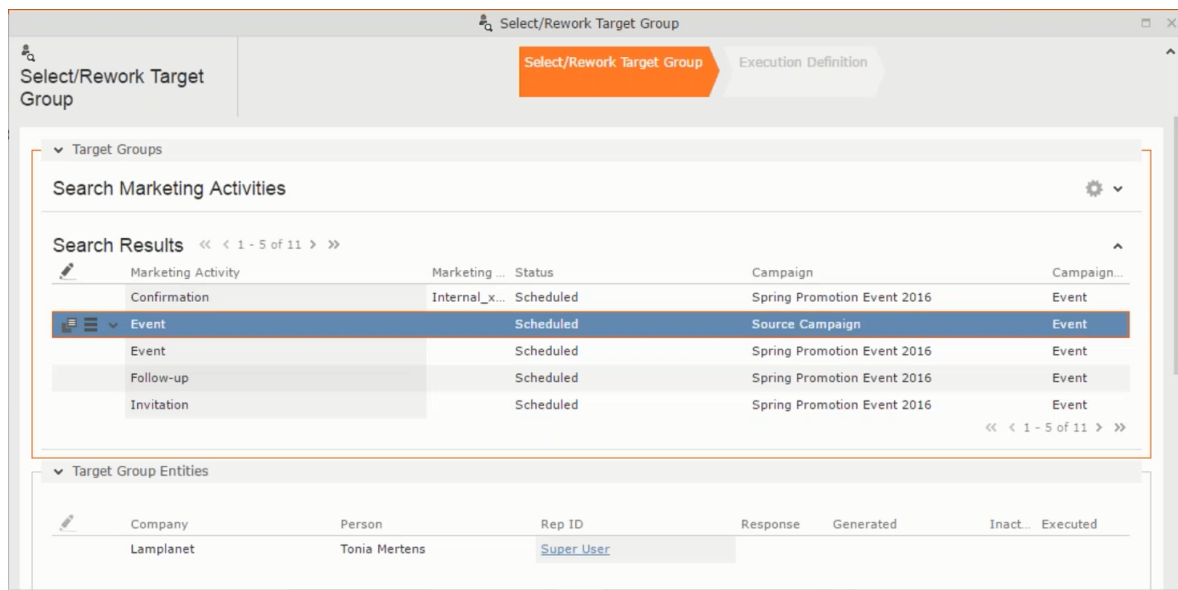 Select/Rework Target Group
Select/Rework Target
Group
Select/Rework Target Group
Execution Definition
Target Groups
Search Marketing Activities
Search Results << < 1 - 5 of 11 > >>
Marketing Activity Marketing ... Status Campaign Campaign...
Confirmation Internal_x... Scheduled Spring Promotion Event 2016 Event
Event Scheduled Source Campaign Event
Event Scheduled Spring Promotion Event 2016 Event
Follow-up Scheduled Spring Promotion Event 2016 Event
Invitation Scheduled Spring Promotion Event 2016 Event
<< < 1 - 5 of 11 > >>
Target Group Entities
Company Person Rep ID Response Generated Inact... Executed
Lamplanet Tonia Mertens Super User